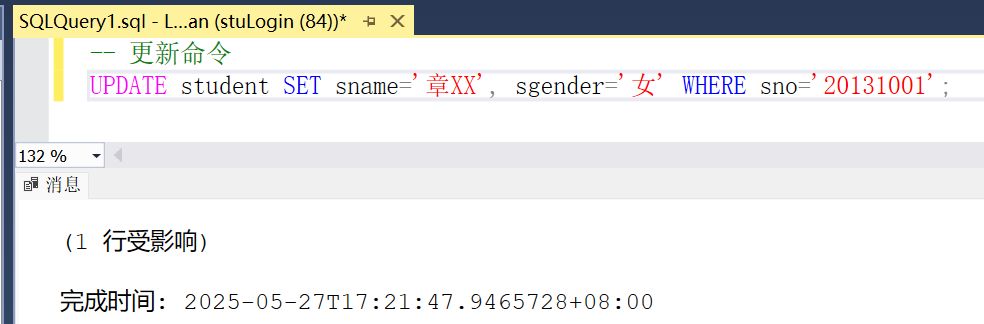 SQLQuery1.sql - L...an (stuLogin (84))*
-- 更新命令
UPDATE student SET sname='章XX', sgender='女' WHERE sno='20131001';
132 %
消息
(1 行受影响)
完成时间: 2025-05-27T17:21:47.9465728+08:00